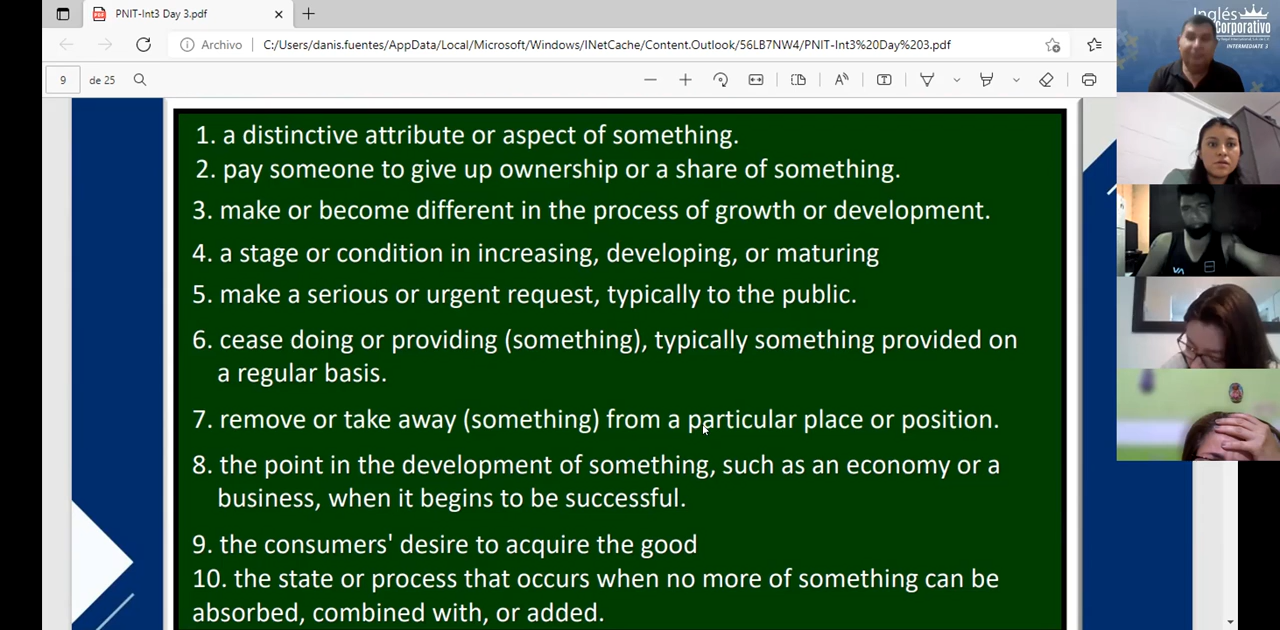 PNIT-Int3 Day 3.pdf
Archivo C:/Users/danis.fuentes/AppData/Local/Microsoft/Windows/INetCache/Content.Outlook/56LB7NW4/PNIT-Int3%20Day%203.pdf
9 de 25
Inglés
Corporativo
INTERMEDIATE 3
1. a distinctive attribute or aspect of something.
2. pay someone to give up ownership or a share of something.
3. make or become different in the process of growth or development.
4. a stage or condition in increasing, developing, or maturing
5. make a serious or urgent request, typically to the public.
6. cease doing or providing (something), typically something provided on
a regular basis.
7. remove or take away (something) from a particular place or position.
8. the point in the development of something, such as an economy or a
business, when it begins to be successful.
9. the consumers' desire to acquire the good
10. the state or process that occurs when no more of something can be
absorbed, combined with, or added.